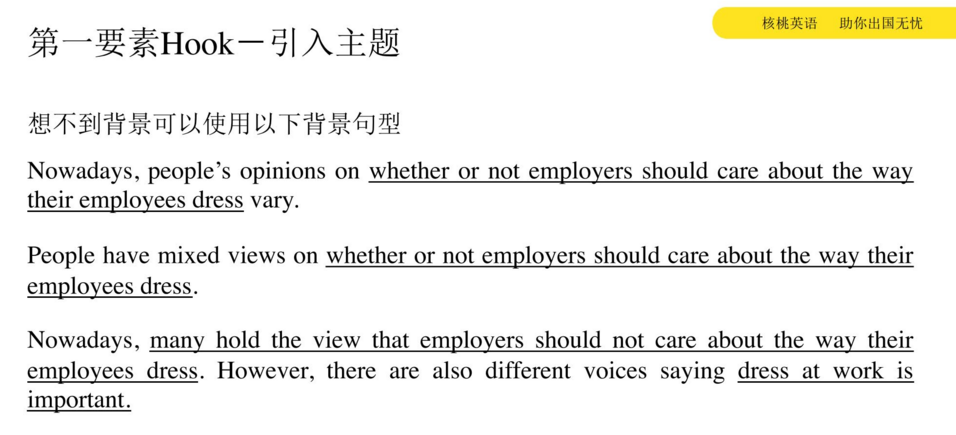 核桃英语 助你出国无忧
第一要素Hook－引入主题
想不到背景可以使用以下背景句型
Nowadays, people’s opinions on whether or not employers should care about the way
their employees dress vary.
People have mixed views on whether or not employers should care about the way their
employees dress.
Nowadays, many hold the view that employers should not care about the way their
employees dress. However, there are also different voices saying dress at work is
important.